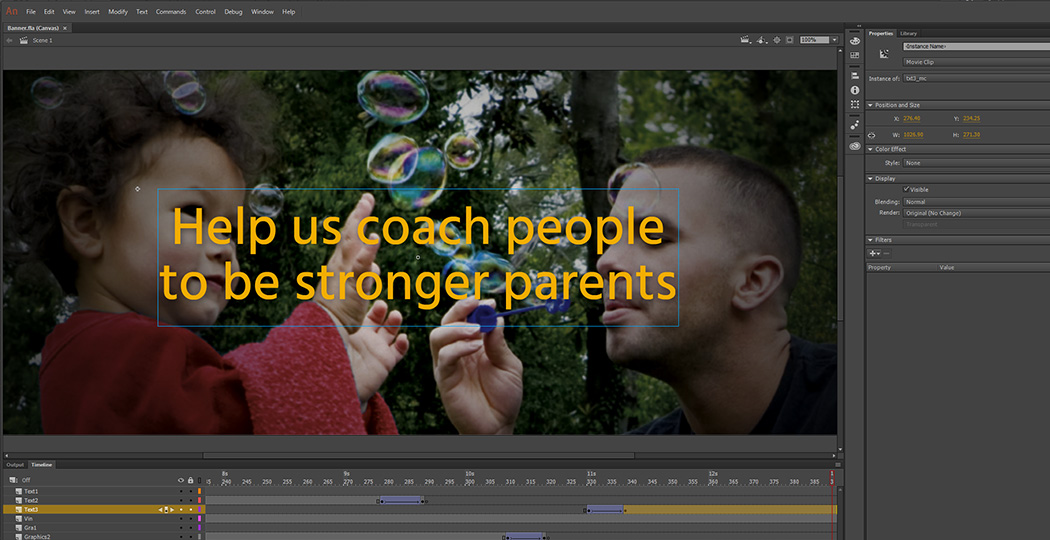 An File Edit View Insert Modify Text Commands Control Debug Window Help
Banner.fla (Canvas) ×
Scene 1
100%
Help us coach people
to be stronger parents
Properties Library
<Instance Name>
Movie Clip
Instance of: txt3_mc
Position and Size
X: 276.40 Y: 234.25
W: 1026.90 H: 271.30
Color Effect
Style: None
Display
Visible
Blending: Normal
Render: Original (No Change)
Transparent
Filters
Property Value
Output Timeline
Off
8s 9s 10s 11s 12s
240 245 250 255 260 265 270 275 280 285 290 295 300 305 310 315 320 325 330 335 340 345 350 355 360 365 370 375 380 385
Text1
Text2
Text3
Vin
Gra1
Graphics2